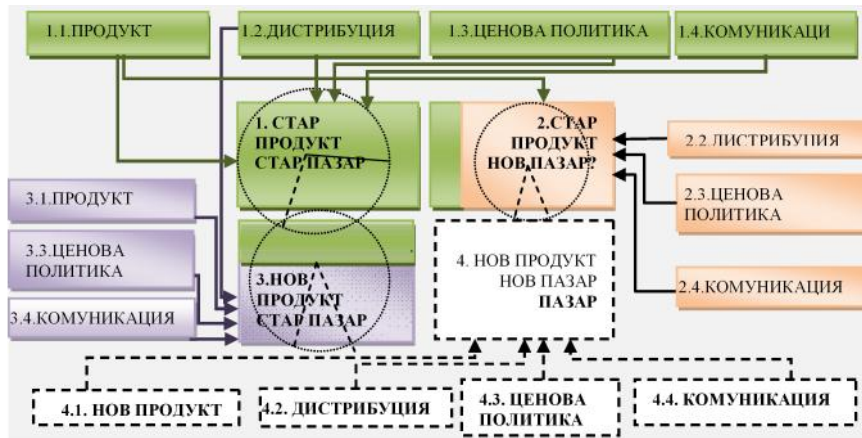 1.1.ПРОДУКТ
1.2.ДИСТРИБУЦИЯ
1.3.ЦЕНОВА ПОЛИТИКА
1.4.КОМУНИКАЦИ
1. СТАР
ПРОДУКТ
СТАР ПАЗАР
2.СТАР
ПРОДУКТ
НОВ ПАЗАР?
2.2.ЛИСТРИБУПИЯ
2.3.ЦЕНОВА
ПОЛИТИКА
2.4.КОМУНИКАЦИЯ
3.1.ПРОДУКТ
3.3.ЦЕНОВА
ПОЛИТИКА
3.4.КОМУНИКАЦИЯ
3.НОВ
ПРОДУКТ
СТАР ПАЗАР
4. НОВ ПРОДУКТ
НОВ ПАЗАР
ПАЗАР
4.1. НОВ ПРОДУКТ
4.2. ДИСТРИБУЦИЯ
4.3. ЦЕНОВА
ПОЛИТИКА
4.4. КОМУНИКАЦИЯ